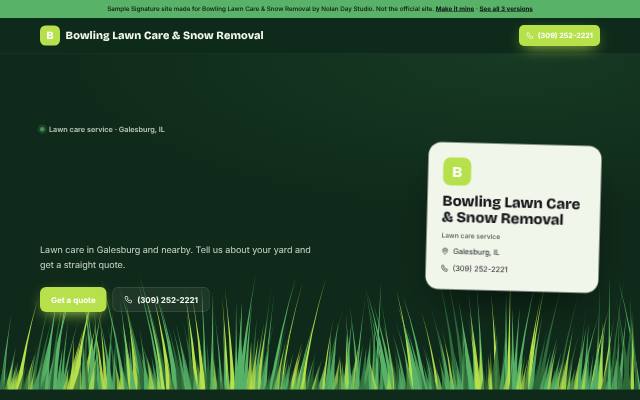 Sample Signature site made for Bowling Lawn Care & Snow Removal by Nolan Day Studio. Not the official site. Make it mine · See all 3 versions
B Bowling Lawn Care & Snow Removal
(309) 252-2221
Lawn care service · Galesburg, IL
Lawn care in Galesburg and nearby. Tell us about your yard and
get a straight quote.
Get a quote
(309) 252-2221
B
Bowling Lawn Care
& Snow Removal
Lawn care service
Galesburg, IL
(309) 252-2221